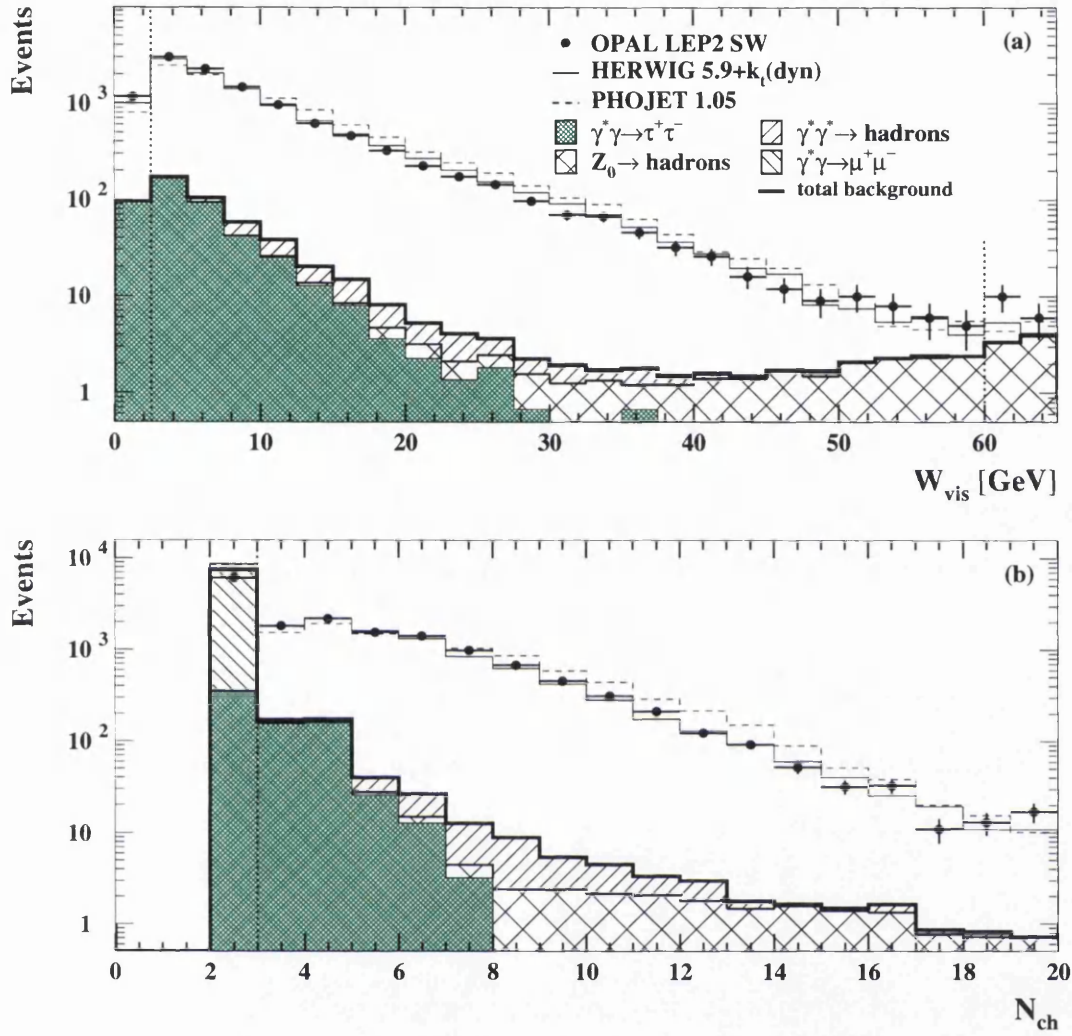 Events
(a)
10³
10²
10
1
OPAL LEP2 SW
HERWIG 5.9+kₜ(dyn)
PHOJET 1.05
γ*γ→τ⁺τ⁻
γ*γ*→ hadrons
Z₀→ hadrons
γ*γ→μ⁺μ⁻
total background
0 10 20 30 40 50 60
W_vis [GeV]
Events
(b)
10⁴
10³
10²
10
1
0 2 4 6 8 10 12 14 16 18 20
N_ch